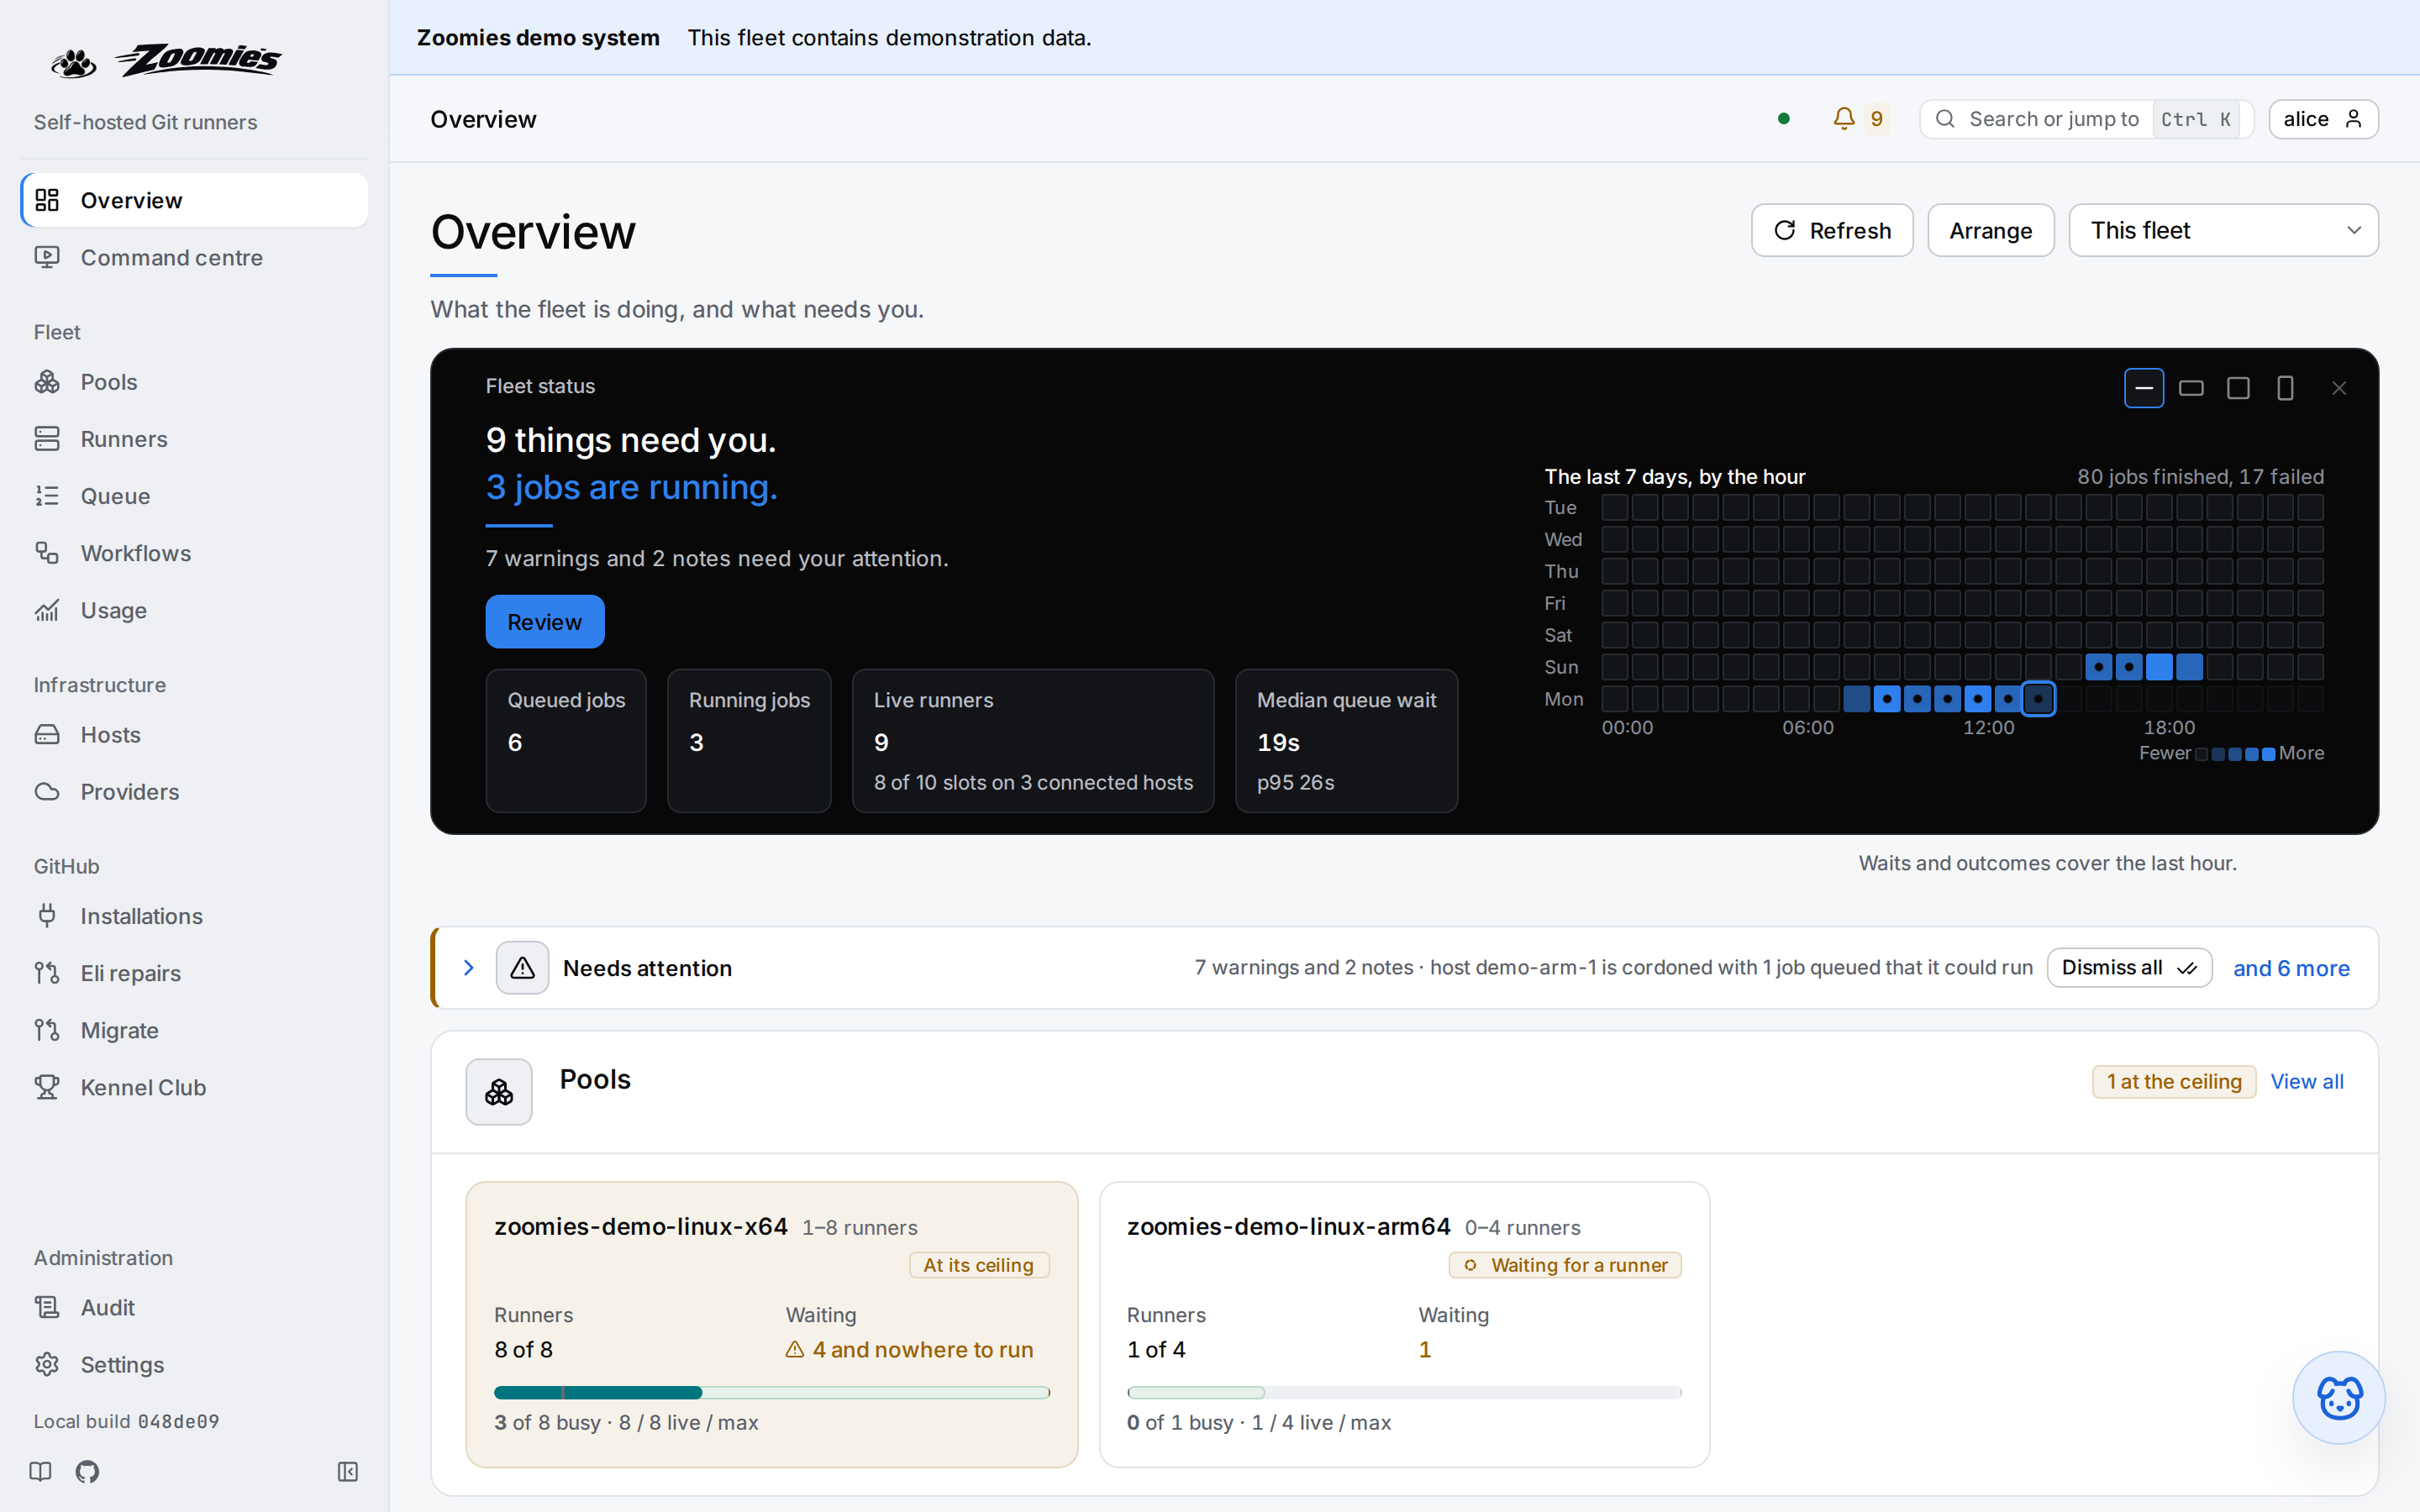 Zoomies
Self-hosted Git runners
Overview
Command centre
Fleet
Pools
Runners
Queue
Workflows
Usage
Infrastructure
Hosts
Providers
GitHub
Installations
Eli repairs
Migrate
Kennel Club
Administration
Audit
Settings
Local build 048de09
Zoomies demo system This fleet contains demonstration data.
Overview
9
Search or jump to Ctrl K
alice
Overview
Refresh
Arrange
This fleet
What the fleet is doing, and what needs you.
Fleet status
9 things need you.
3 jobs are running.
7 warnings and 2 notes need your attention.
Review
Queued jobs
6
Running jobs
3
Live runners
9
8 of 10 slots on 3 connected hosts
Median queue wait
19s
p95 26s
The last 7 days, by the hour
80 jobs finished, 17 failed
Tue
Wed
Thu
Fri
Sat
Sun
Mon
00:00 06:00 12:00 18:00
Fewer More
Waits and outcomes cover the last hour.
Needs attention
7 warnings and 2 notes · host demo-arm-1 is cordoned with 1 job queued that it could run
Dismiss all
and 6 more
Pools
1 at the ceiling
View all
zoomies-demo-linux-x64 1–8 runners
At its ceiling
Runners
8 of 8
Waiting
4 and nowhere to run
3 of 8 busy · 8 / 8 live / max
zoomies-demo-linux-arm64 0–4 runners
Waiting for a runner
Runners
1 of 4
Waiting
1
0 of 1 busy · 1 / 4 live / max